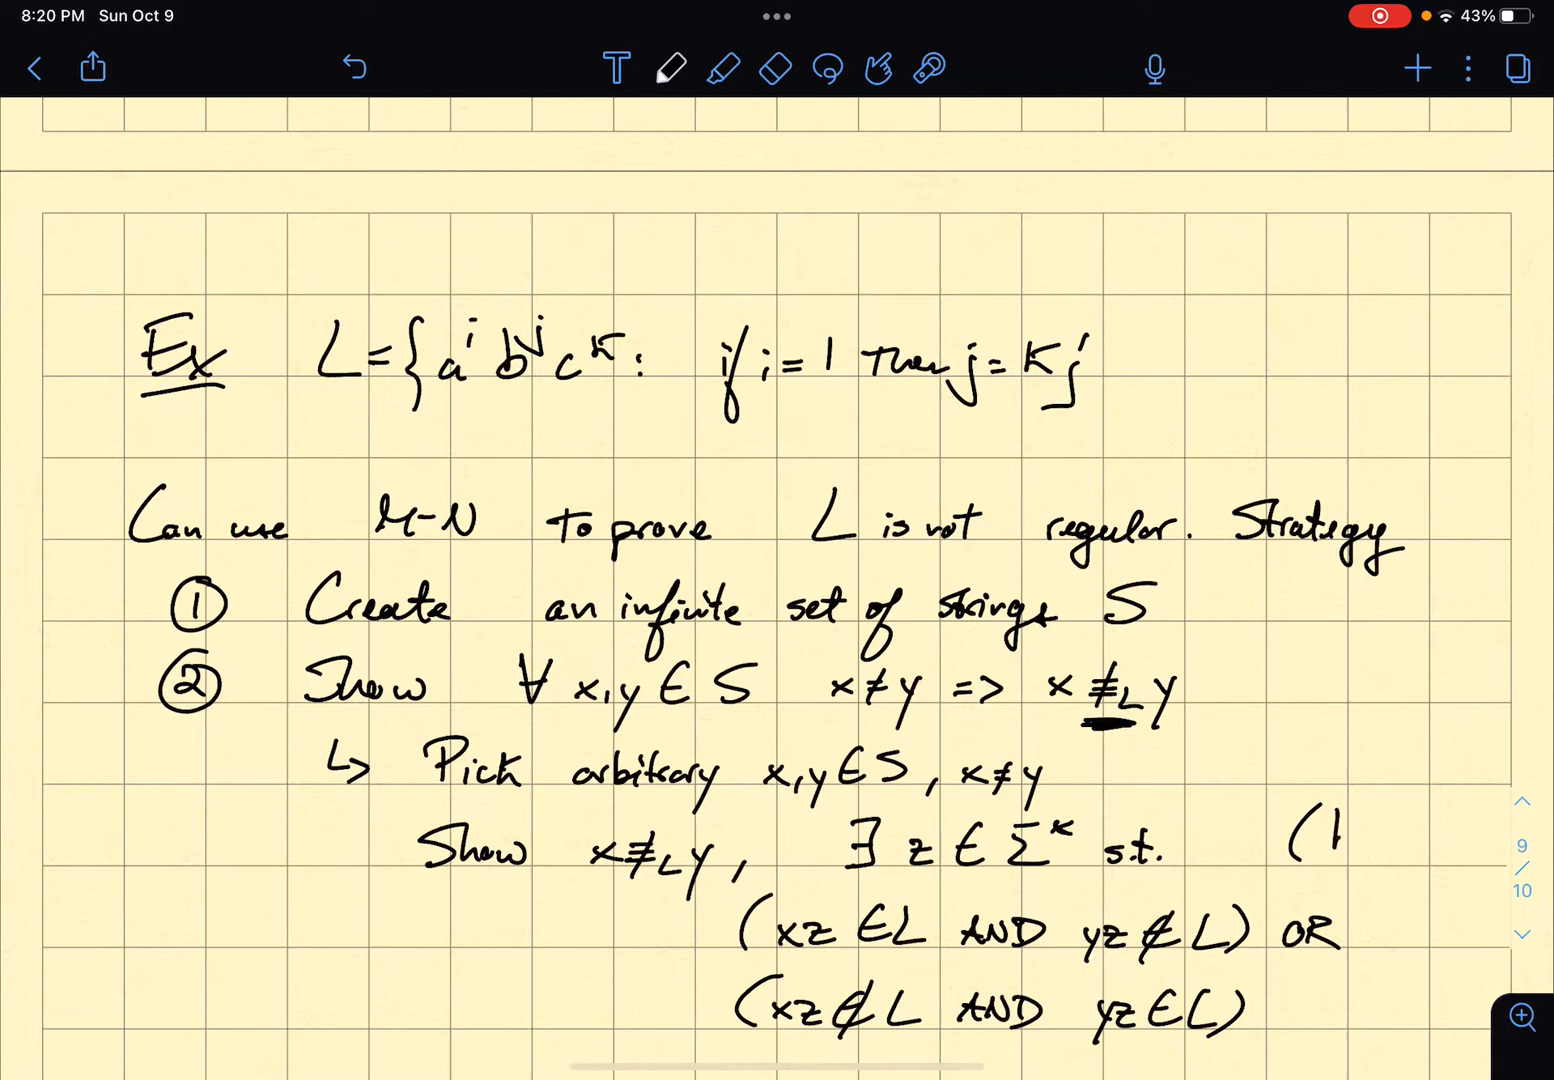 8:20 PM Sun Oct 9
43%
Ex L = { a^i b^j c^k : if i = 1 Then j = k }
Can use M-N to prove L is not regular. Strategy
① Create an infinite set of strings S
② Show ∀ x,y ∈ S x ≠ y => x ≢_L y
↳ Pick arbitrary x,y ∈ S, x ≠ y
Show x ≢_L y, ∃ z ∈ Σ* s.t. (
(xz ∈ L AND yz ∉ L) OR
(xz ∉ L AND yz ∈ L)
9
/
10